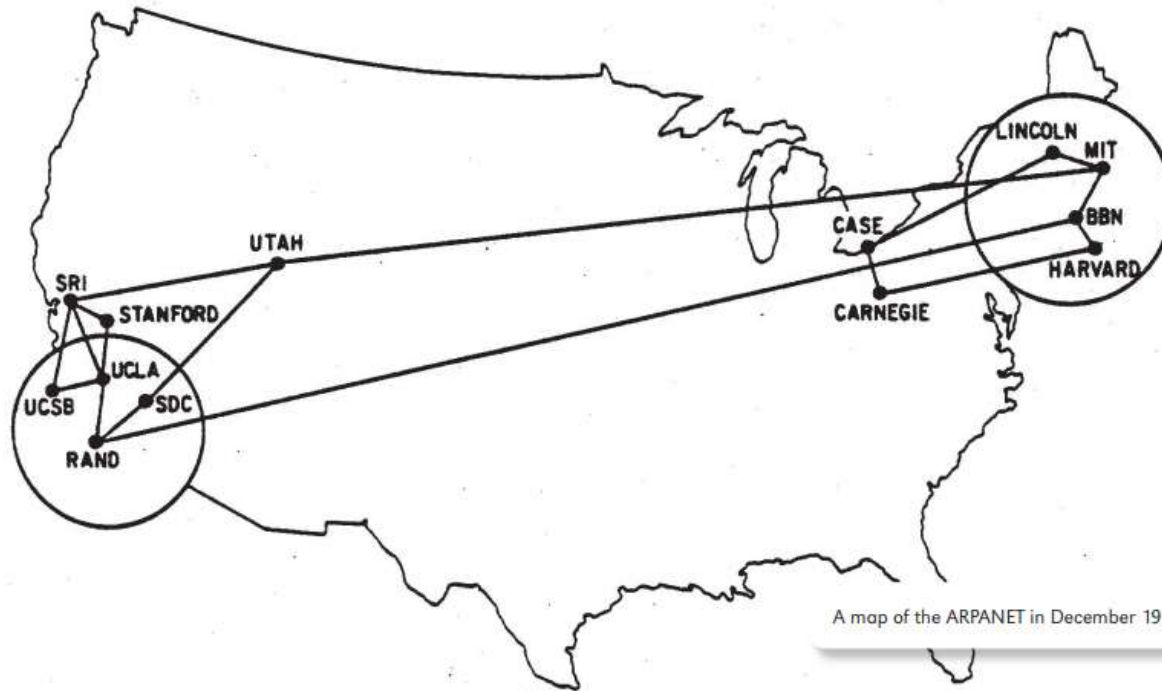 LINCOLN
MIT
BBN
CASE
HARVARD
UTAH
SRI
STANFORD
CARNEGIE
UCLA
UCSB
SDC
RAND
A map of the ARPANET in December 19